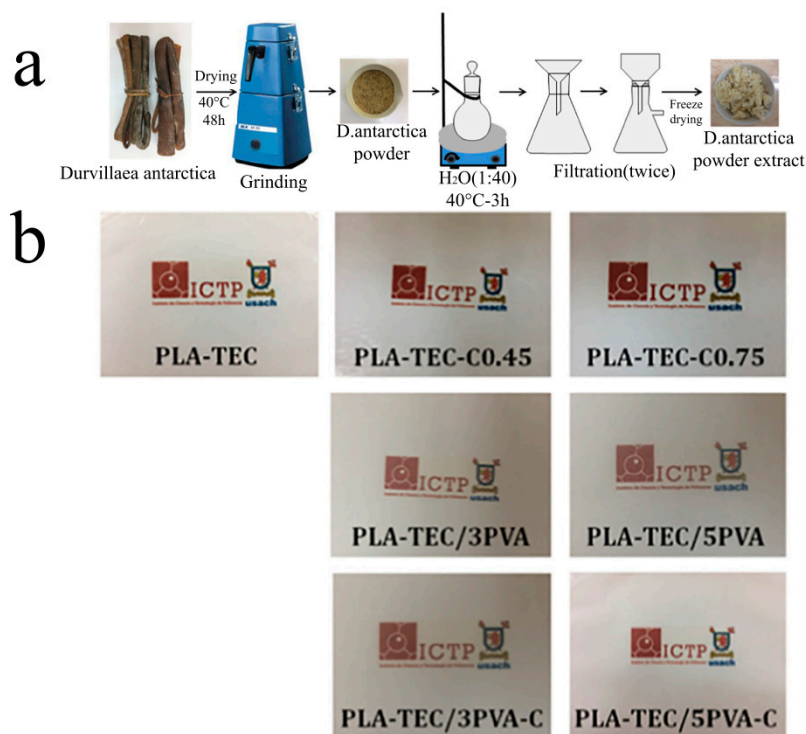 a
Drying
40°C
48h
Durvillaea antarctica
Grinding
D.antarctica
powder
H₂O(1:40)
40°C-3h
Filtration(twice)
Freeze
drying
D.antarctica
powder extract
b
ICTP
usach
PLA-TEC
ICTP
usach
PLA-TEC-C0.45
ICTP
usach
PLA-TEC-C0.75
ICTP
usach
PLA-TEC/3PVA
ICTP
usach
PLA-TEC/5PVA
ICTP
usach
PLA-TEC/3PVA-C
ICTP
usach
PLA-TEC/5PVA-C